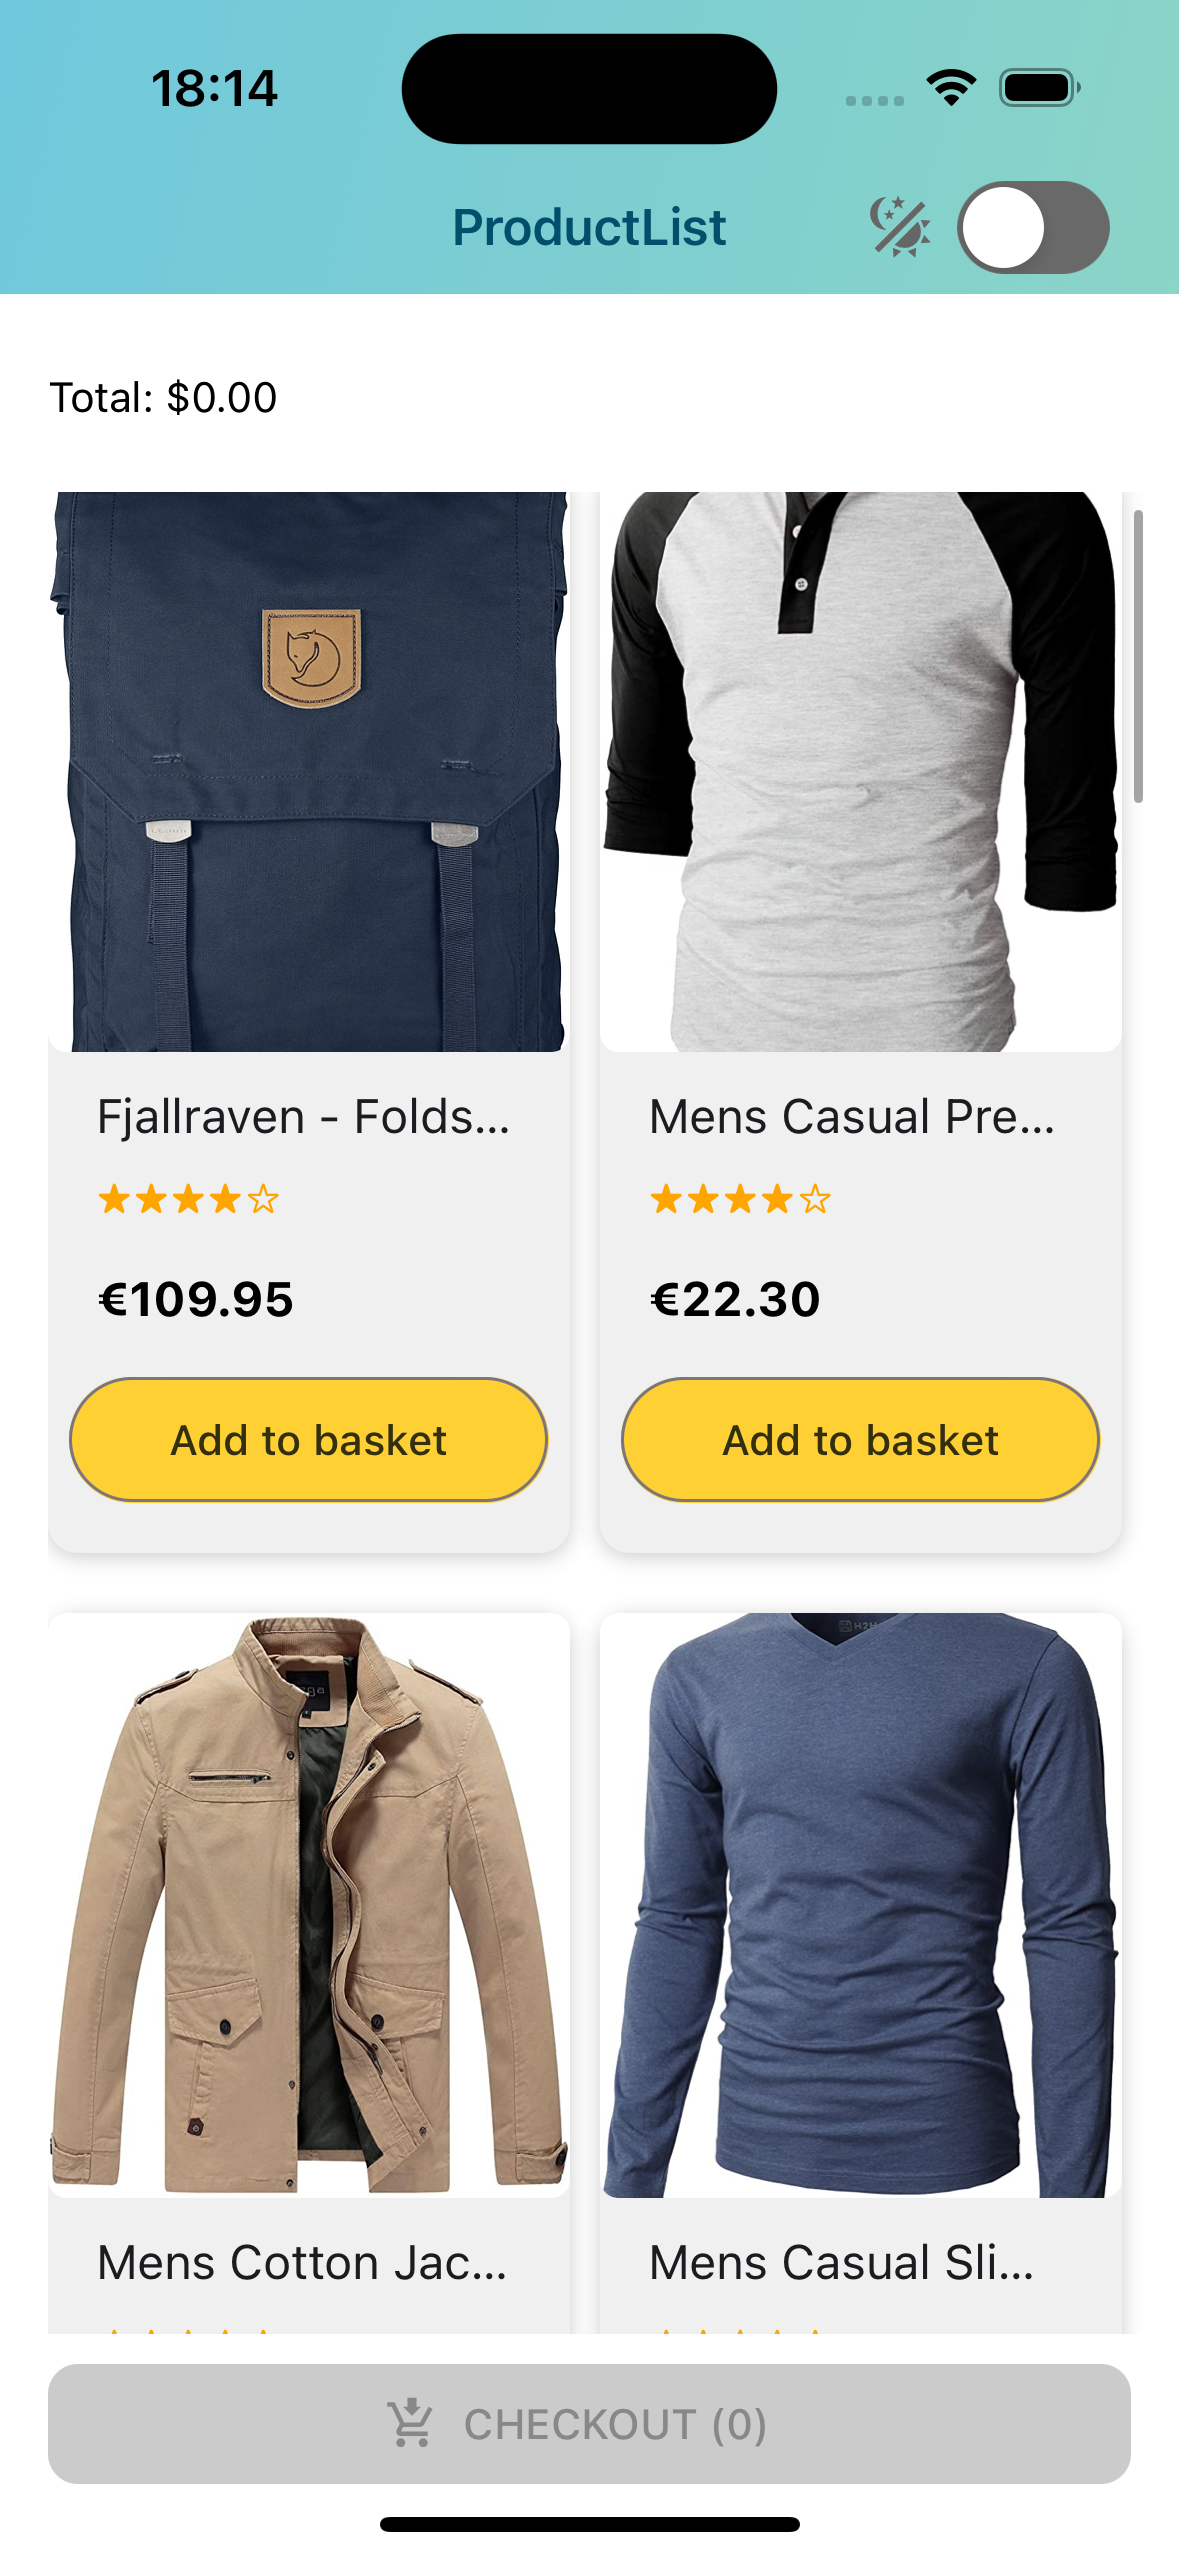 18:14
ProductList
Total: $0.00
Fjallraven - Folds...
Mens Casual Pre...
€109.95
€22.30
Add to basket
Add to basket
Mens Cotton Jac...
Mens Casual Sli...
CHECKOUT (0)